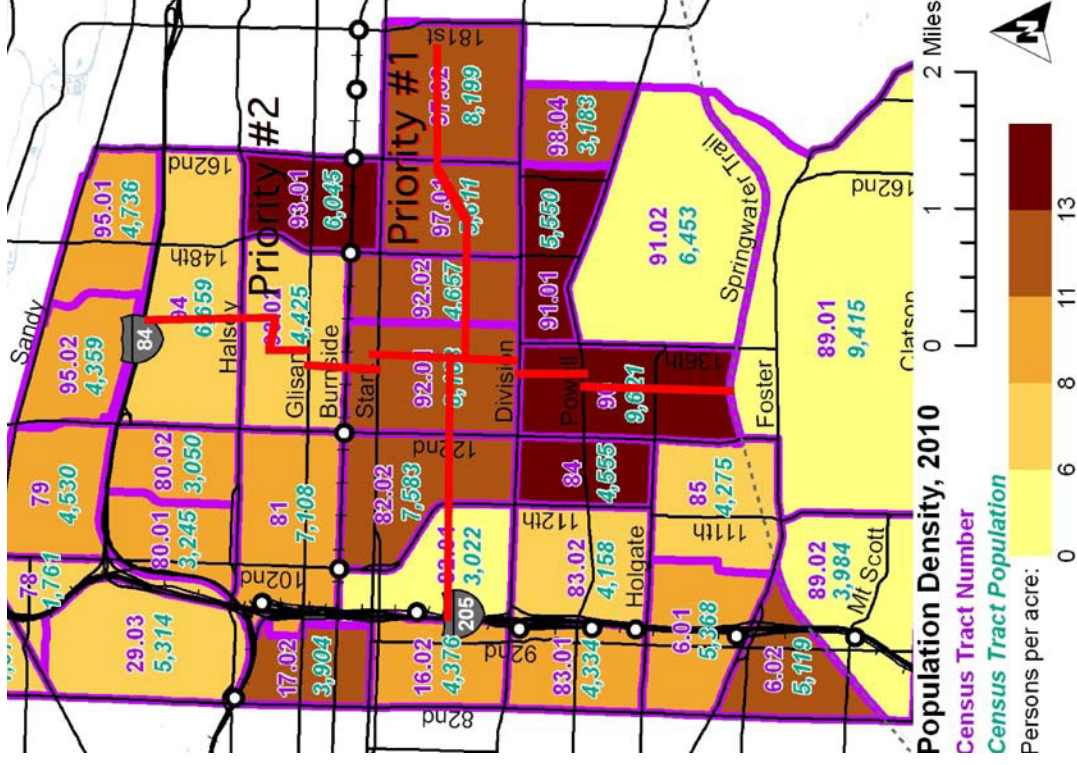 Sandy
95.01
4,736
162nd
95.02
4,359
148th
84
94
6,659
Halsey
79
4,530
80.02
3,050
80.01
3,245
78
1,761
29.03
5,314
Priority #2
93.01
6,045
4,425
Glisan
Burnside
Stark
81
7,108
102nd
17.02
3,904
Priority #1
181st
8,199
97.01
92.02
4,657
Division
122nd
82.02
7,583
3,022
205
16.02
4,376
92nd
82nd
98.04
3,183
5,550
91.01
Powell
136th
9,621
84
4,555
112th
83.02
4,158
Holgate
83.01
4,334
91.02
6,453
Springwater Trail
162nd
Foster
85
4,275
111th
6.01
5,368
6.02
5,119
89.01
9,415
89.02
3,984
Mt Scott
Population Density, 2010
Census Tract Number
Census Tract Population
Persons per acre:
0 6 8 11 13
0 1 2 Miles
N